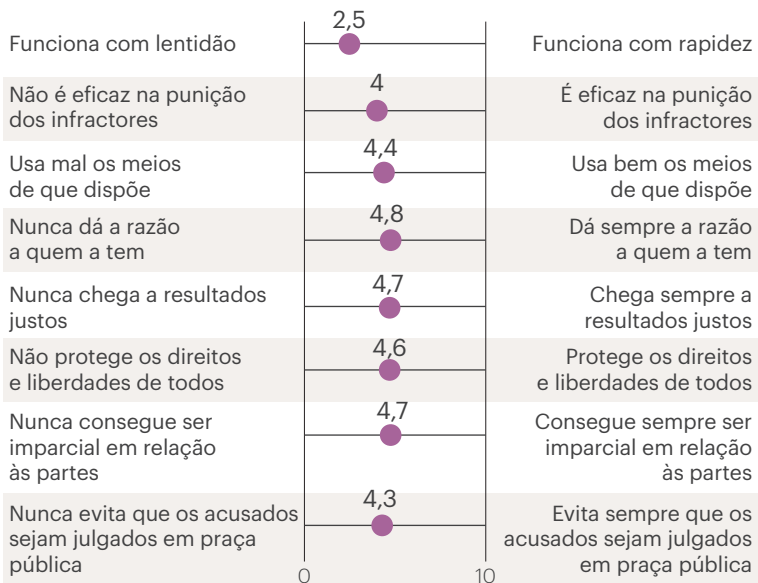 2,5
Funciona com lentidão
Funciona com rapidez
4
Não é eficaz na punição
dos infractores
É eficaz na punição
dos infractores
4,4
Usa mal os meios
de que dispõe
Usa bem os meios
de que dispõe
4,8
Nunca dá a razão
a quem a tem
Dá sempre a razão
a quem a tem
4,7
Nunca chega a resultados
justos
Chega sempre a
resultados justos
4,6
Não protege os direitos
e liberdades de todos
Protege os direitos
e liberdades de todos
4,7
Nunca consegue ser
imparcial em relação
às partes
Consegue sempre ser
imparcial em relação
às partes
4,3
Nunca evita que os acusados
sejam julgados em praça
pública
Evita sempre que os
acusados sejam julgados
em praça pública
0
10